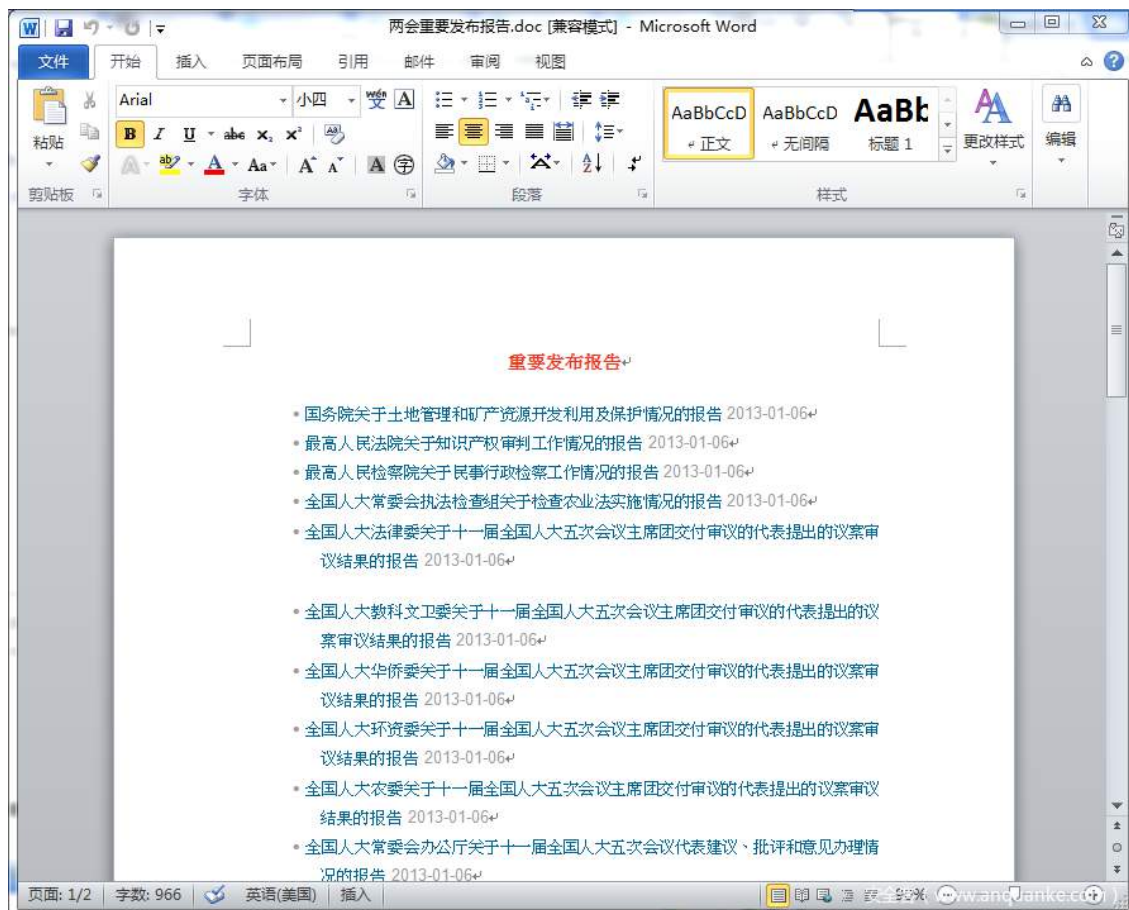 两会重要发布报告.doc [兼容模式] - Microsoft Word
文件 开始 插入 页面布局 引用 邮件 审阅 视图
Arial 小四 wén A
AaBbCcD AaBbCcD AaBb
粘贴 B I U abe x₂ x² AB
正文 无间隔 标题 1 更改样式 编辑
A ab A Aa A A A 字
剪贴板 字体 段落 样式
重要发布报告
国务院关于土地管理和矿产资源开发利用及保护情况的报告 2013-01-06
最高人民法院关于知识产权审判工作情况的报告 2013-01-06
最高人民检察院关于民事行政检察工作情况的报告 2013-01-06
全国人大常委会执法检查组关于检查农业法实施情况的报告 2013-01-06
全国人大法律委关于十一届全国人大五次会议主席团交付审议的代表提出的议案审
议结果的报告 2013-01-06
全国人大教科文卫委关于十一届全国人大五次会议主席团交付审议的代表提出的议
案审议结果的报告 2013-01-06
全国人大华侨委关于十一届全国人大五次会议主席团交付审议的代表提出的议案审
议结果的报告 2013-01-06
全国人大环资委关于十一届全国人大五次会议主席团交付审议的代表提出的议案审
议结果的报告 2013-01-06
全国人大农委关于十一届全国人大五次会议主席团交付审议的代表提出的议案审议
结果的报告 2013-01-06
全国人大常委会办公厅关于十一届全国人大五次会议代表建议、批评和意见办理情
况的报告 2013-01-06
页面: 1/2 字数: 966 英语(美国) 插入